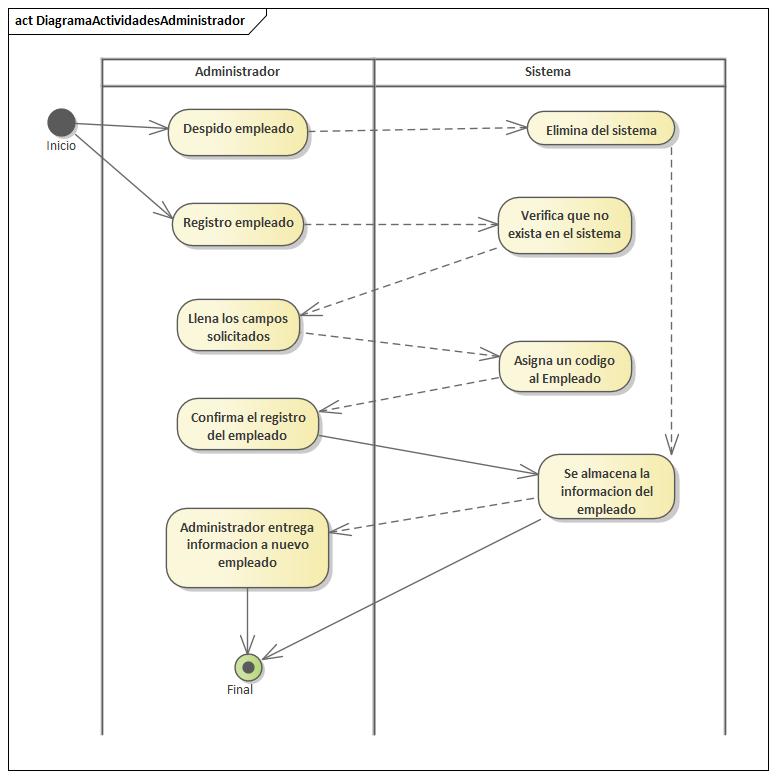 act DiagramaActividadesAdministrador
Administrador
Sistema
Inicio
Despido empleado
Elimina del sistema
Registro empleado
Verifica que no
exista en el sistema
Llena los campos
solicitados
Asigna un codigo
al Empleado
Confirma el registro
del empleado
Se almacena la
informacion del
empleado
Administrador entrega
informacion a nuevo
empleado
Final